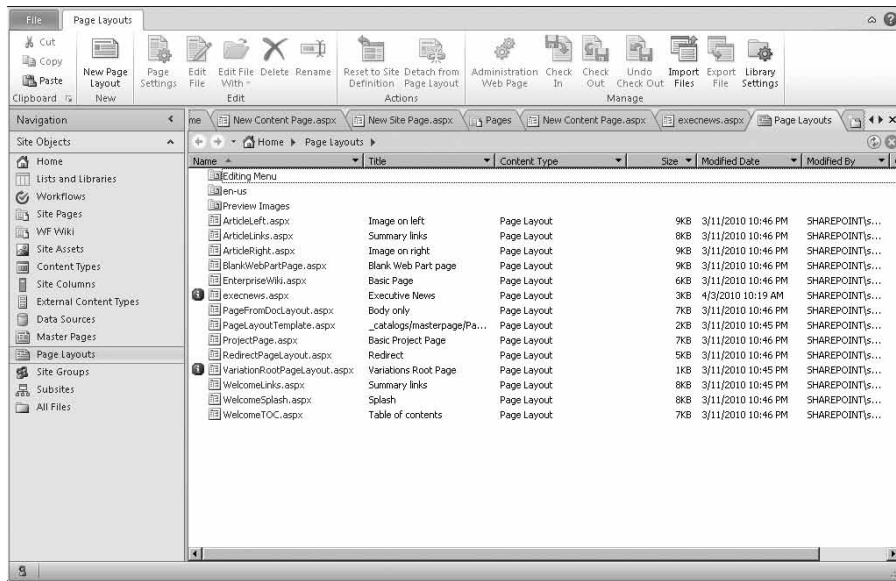 File Page Layouts
Cut
Copy
Paste
Clipboard
New Page Layout
New
Page Settings
Edit File
Edit File With
Delete
Rename
Edit
Reset to Site Definition
Detach from Page Layout
Actions
Administration Web Page
Check In
Check Out
Undo Check Out
Import Files
Export File
Library Settings
Manage
Navigation
me New Content Page.aspx New Site Page.aspx Pages New Content Page.aspx execnews.aspx Page Layouts
Site Objects
Home Page Layouts
Home
Lists and Libraries
Workflows
Site Pages
WF Wiki
Site Assets
Content Types
Site Columns
External Content Types
Data Sources
Master Pages
Page Layouts
Site Groups
Subsites
All Files
Name Title Content Type Size Modified Date Modified By
Editing Menu
en-us
Preview Images
ArticleLeft.aspx Image on left Page Layout 9KB 3/11/2010 10:46 PM SHAREPOINT\s...
ArticleLinks.aspx Summary links Page Layout 8KB 3/11/2010 10:46 PM SHAREPOINT\s...
ArticleRight.aspx Image on right Page Layout 9KB 3/11/2010 10:46 PM SHAREPOINT\s...
BlankWebPartPage.aspx Blank Web Part page Page Layout 9KB 3/11/2010 10:46 PM SHAREPOINT\s...
EnterpriseWiki.aspx Basic Page Page Layout 6KB 3/11/2010 10:46 PM SHAREPOINT\s...
execnews.aspx Executive News Page Layout 3KB 4/3/2010 10:19 AM SHAREPOINT\s...
PageFromDocLayout.aspx Body only Page Layout 7KB 3/11/2010 10:46 PM SHAREPOINT\s...
PageLayoutTemplate.aspx _catalogs/masterpage/Pa... Page Layout 2KB 3/11/2010 10:45 PM SHAREPOINT\s...
ProjectPage.aspx Basic Project Page Page Layout 7KB 3/11/2010 10:46 PM SHAREPOINT\s...
RedirectPageLayout.aspx Redirect Page Layout 5KB 3/11/2010 10:46 PM SHAREPOINT\s...
VariationRootPageLayout.aspx Variations Root Page Page Layout 1KB 3/11/2010 10:45 PM SHAREPOINT\s...
WelcomeLinks.aspx Summary links Page Layout 8KB 3/11/2010 10:45 PM SHAREPOINT\s...
WelcomeSplash.aspx Splash Page Layout 8KB 3/11/2010 10:46 PM SHAREPOINT\s...
WelcomeTOC.aspx Table of contents Page Layout 7KB 3/11/2010 10:46 PM SHAREPOINT\s...